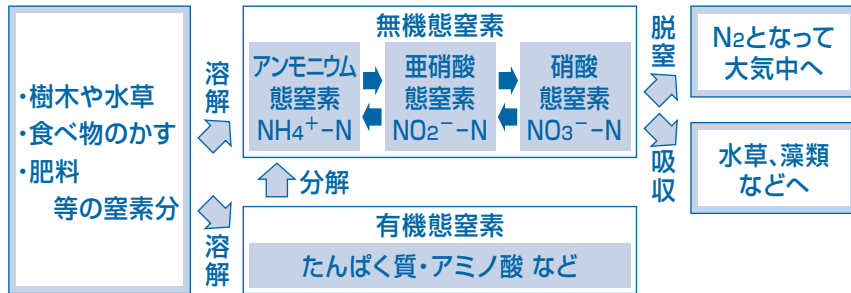 ・樹木や水草
・食べ物のかす
・肥料
等の窒素分
溶解
溶解
無機態窒素
アンモニウム
態窒素
NH4+-N
亜硝酸
態窒素
NO2--N
硝酸
態窒素
NO3--N
分解
有機態窒素
たんぱく質・アミノ酸 など
脱窒
吸収
N2となって
大気中へ
水草、藻類
などへ